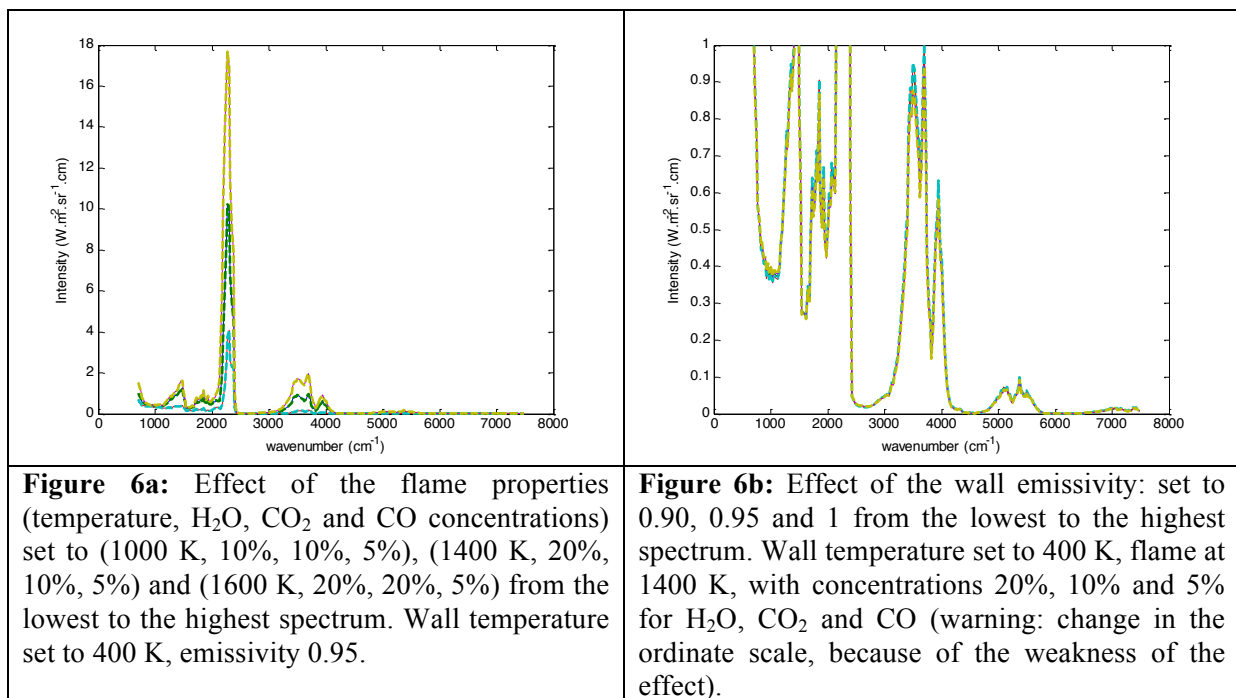 18
16
14
12
10
8
6
4
2
0
Intensity (W.m².sr⁻¹.cm)
0 1000 2000 3000 4000 5000 6000 7000 8000
wavenumber (cm⁻¹)
1
0.9
0.8
0.7
0.6
0.5
0.4
0.3
0.2
0.1
0
Intensity (W.m².sr⁻¹.cm)
0 1000 2000 3000 4000 5000 6000 7000 8000
wavenumber (cm⁻¹)
Figure 6a: Effect of the flame properties
(temperature, H₂O, CO₂ and CO concentrations)
set to (1000 K, 10%, 10%, 5%), (1400 K, 20%,
10%, 5%) and (1600 K, 20%, 20%, 5%) from the
lowest to the highest spectrum. Wall temperature
set to 400 K, emissivity 0.95.
Figure 6b: Effect of the wall emissivity: set to
0.90, 0.95 and 1 from the lowest to the highest
spectrum. Wall temperature set to 400 K, flame at
1400 K, with concentrations 20%, 10% and 5%
for H₂O, CO₂ and CO (warning: change in the
ordinate scale, because of the weakness of the
effect).